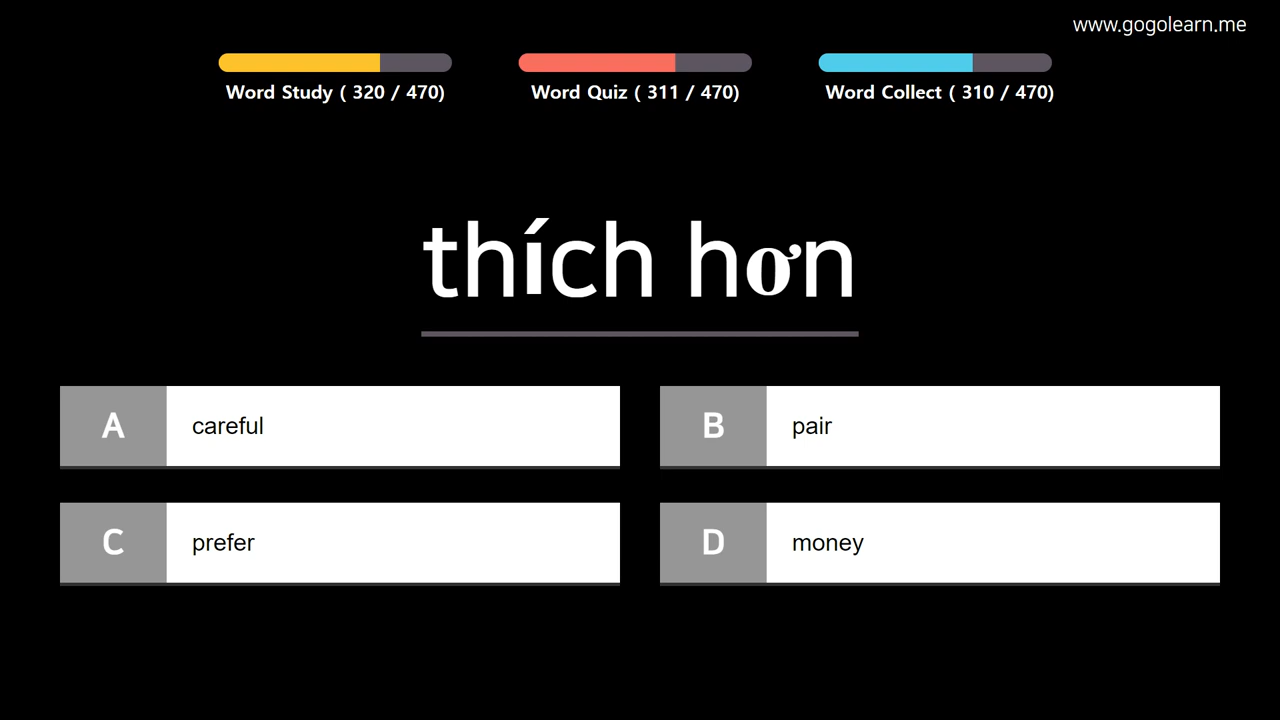 www.gogolearn.me
Word Study ( 320 / 470)
Word Quiz ( 311 / 470)
Word Collect ( 310 / 470)
thích hơn
A careful
B pair
C prefer
D money